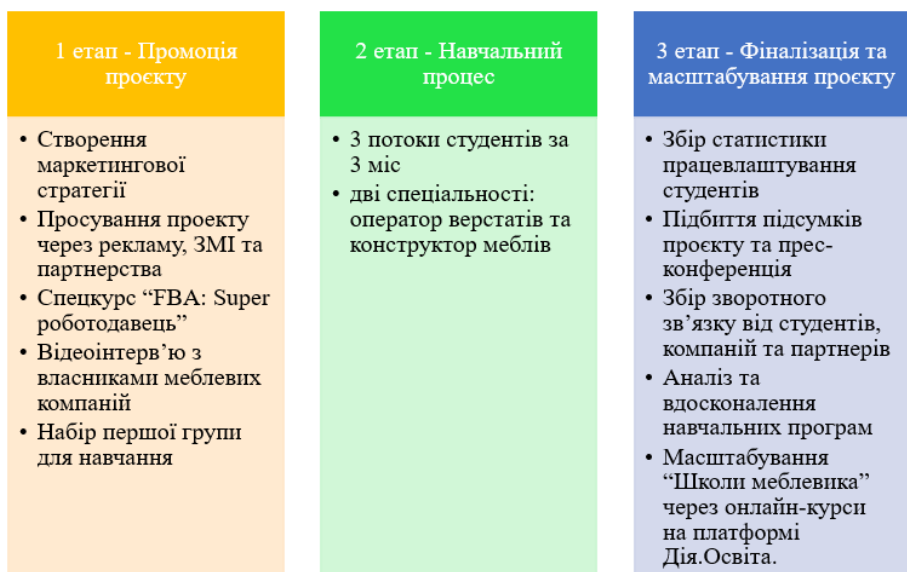 1 етап - Промоція
проєкту
• Створення
маркетингової
стратегії
• Просування проекту
через рекламу, ЗМІ та
партнерства
• Спецкурс “FBA: Super
роботодавець”
• Відеоінтерв’ю з
власниками меблевих
компаній
• Набір першої групи
для навчання
2 етап - Навчальний
процес
• 3 потоки студентів за
3 міс
• дві спеціальності:
оператор верстатів та
конструктор меблів
3 етап - Фіналізація та
масштабування проєкту
• Збір статистики
працевлаштування
студентів
• Підбиття підсумків
проєкту та прес-
конференція
• Збір зворотного
зв’язку від студентів,
компаній та партнерів
• Аналіз та
вдосконалення
навчальних програм
• Масштабування
“Школи меблевика”
через онлайн-курси
на платформі
Дія.Освіта.